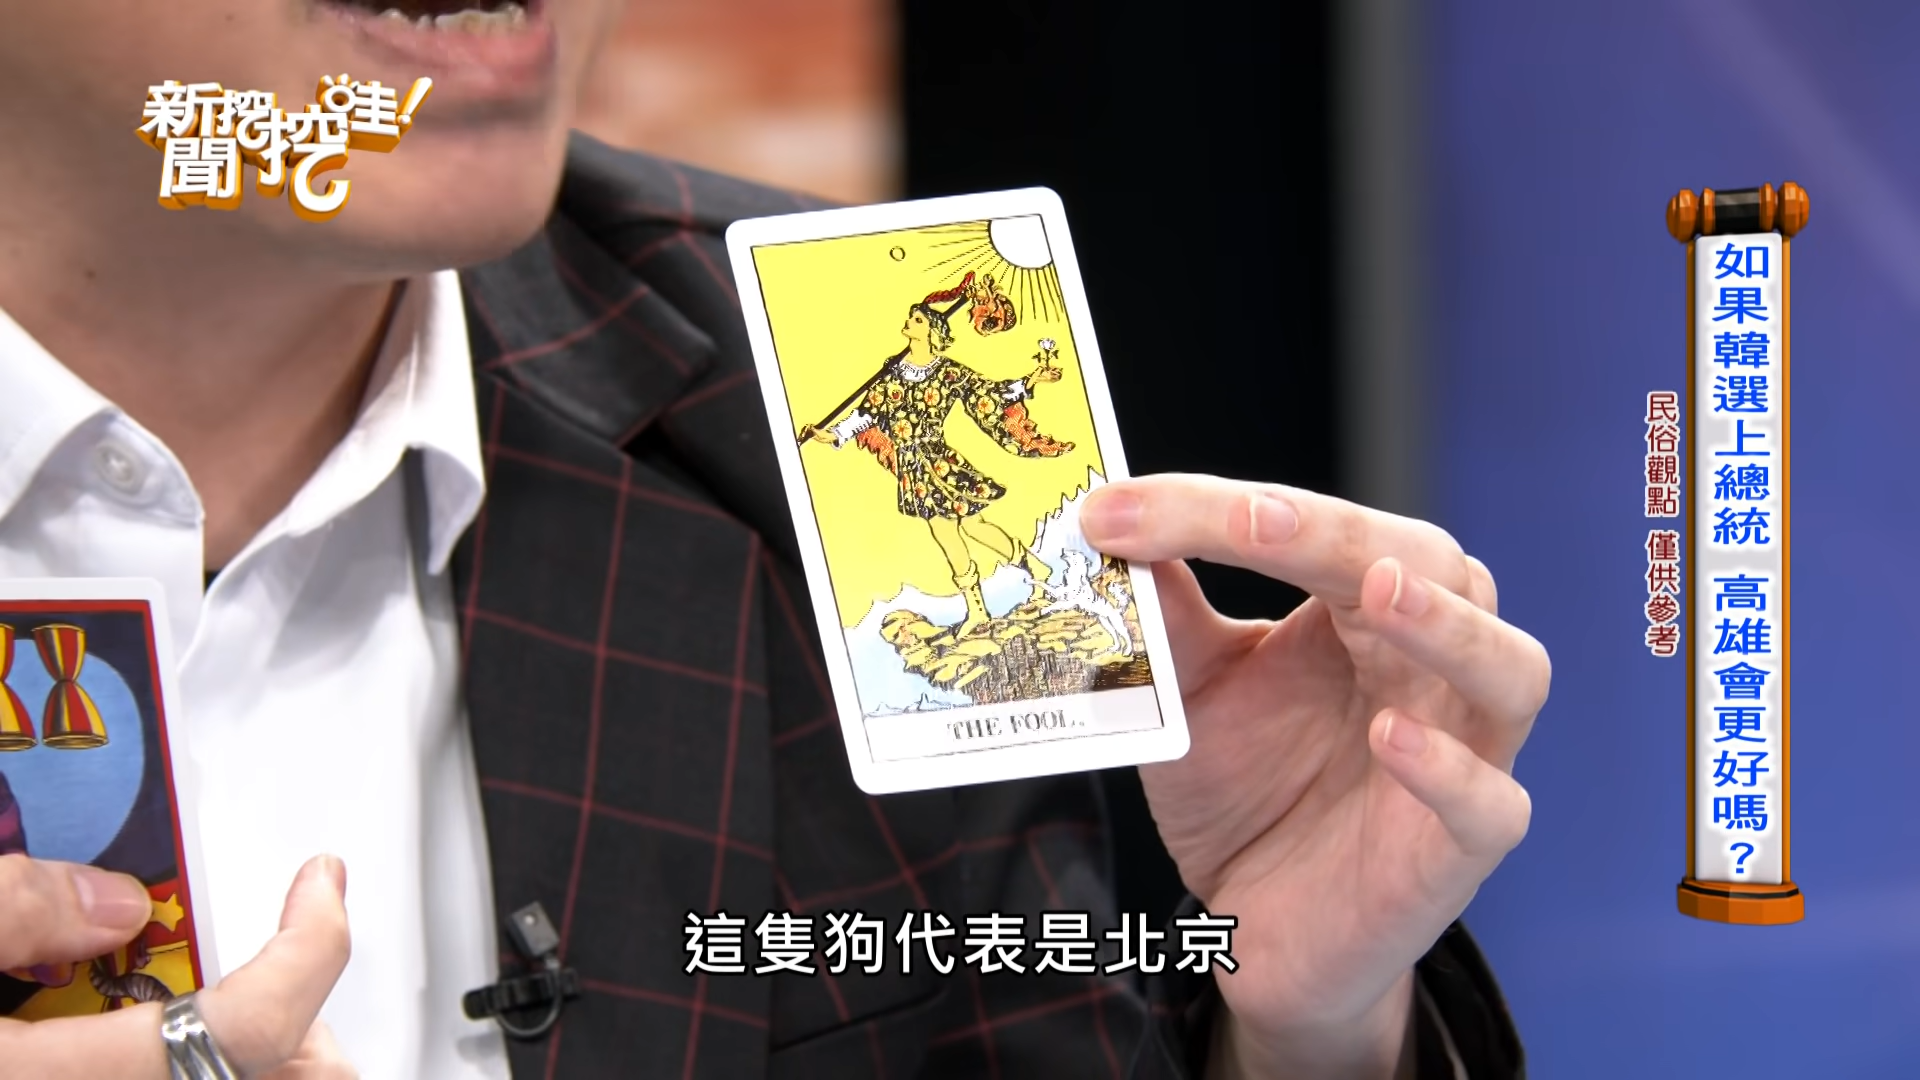 新聞挖挖哇!
0
THE FOOL.
如果韓選上總統 高雄會更好嗎？
民俗觀點 僅供參考
這隻狗代表是北京